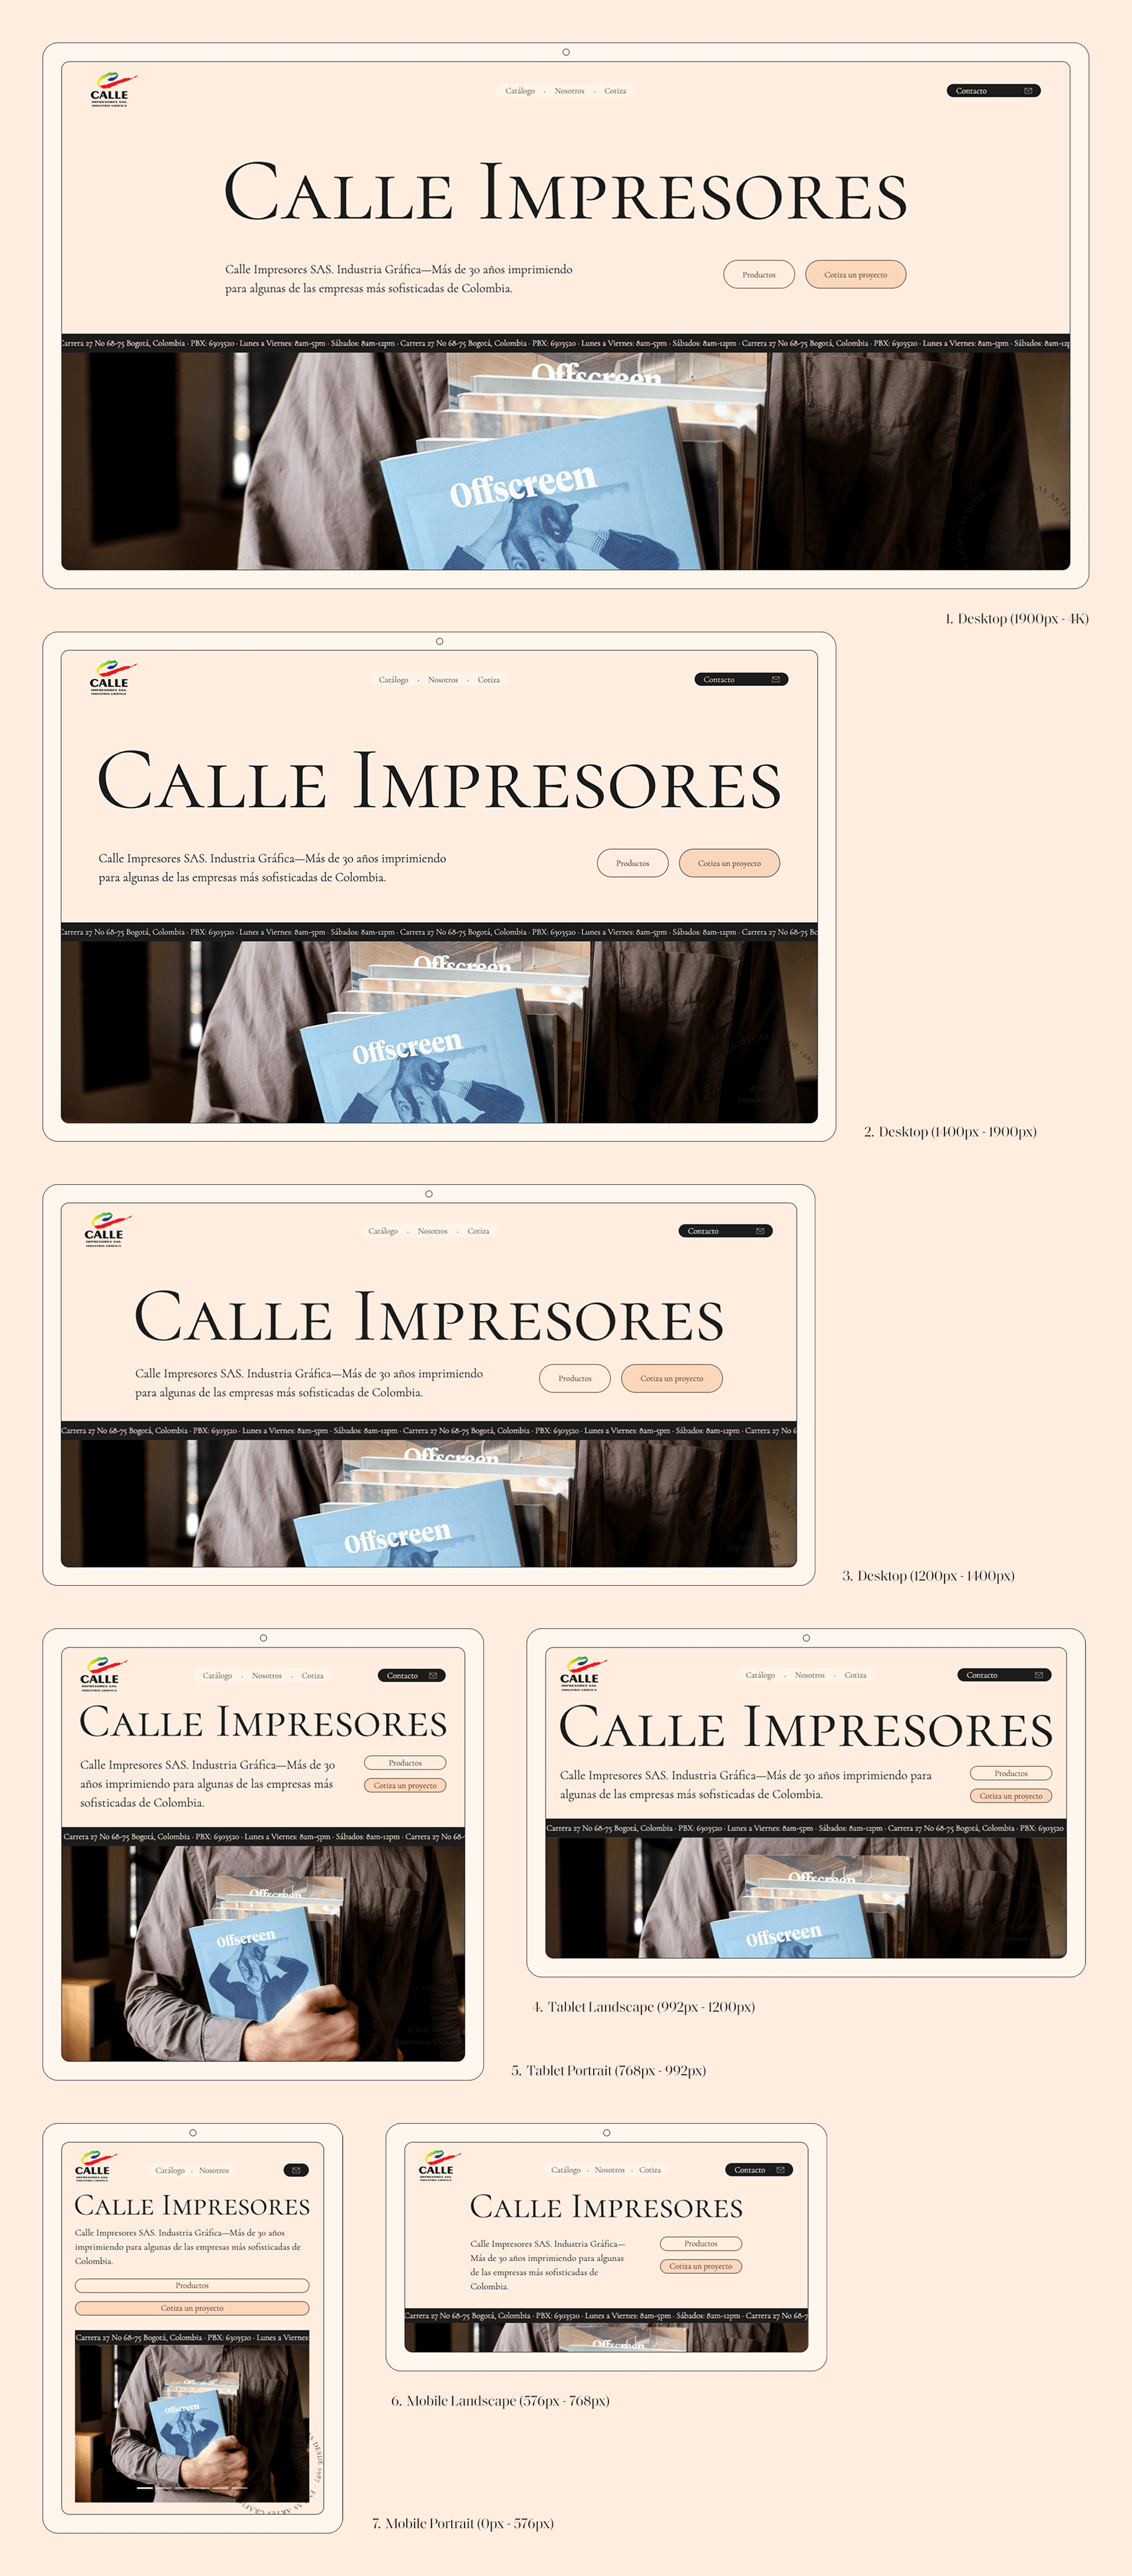 CALLE
IMPRESORES SAS.
INDUSTRIA GRÁFICA
Catálogo · Nosotros · Cotiza
Contacto
Calle Impresores
Calle Impresores SAS. Industria Gráfica—Más de 30 años imprimiendo
para algunas de las empresas más sofisticadas de Colombia.
Productos
Cotiza un proyecto
Carrera 27 No 68-75 Bogotá, Colombia · PBX: 6303520 · Lunes a Viernes: 8am-5pm · Sábados: 8am-12pm · Carrera 27 No 68-75 Bogotá, Colombia · PBX: 6303520 · Lunes a Viernes: 8am-5pm · Sábados: 8am-12pm · Carrera 27 No 68-75 Bogotá, Colombia · PBX: 6303520 · Lunes a Viernes: 8am-5pm · Sábados: 8am-12p
Offscreen
Offscreen
1. Desktop (1900px - 4K)
CALLE
IMPRESORES SAS.
INDUSTRIA GRÁFICA
Catálogo · Nosotros · Cotiza
Contacto
Calle Impresores
Calle Impresores SAS. Industria Gráfica—Más de 30 años imprimiendo
para algunas de las empresas más sofisticadas de Colombia.
Productos
Cotiza un proyecto
Carrera 27 No 68-75 Bogotá, Colombia · PBX: 6303520 · Lunes a Viernes: 8am-5pm · Sábados: 8am-12pm · Carrera 27 No 68-75 Bogotá, Colombia · PBX: 6303520 · Lunes a Viernes: 8am-5pm · Sábados: 8am-12pm · Carrera 27 No 68-75 Bo
Offscreen
Offscreen
2. Desktop (1400px - 1900px)
CALLE
IMPRESORES SAS.
INDUSTRIA GRÁFICA
Catálogo · Nosotros · Cotiza
Contacto
Calle Impresores
Calle Impresores SAS. Industria Gráfica—Más de 30 años imprimiendo
para algunas de las empresas más sofisticadas de Colombia.
Productos
Cotiza un proyecto
Carrera 27 No 68-75 Bogotá, Colombia · PBX: 6303520 · Lunes a Viernes: 8am-5pm · Sábados: 8am-12pm · Carrera 27 No 68-75 Bogotá, Colombia · PBX: 6303520 · Lunes a Viernes: 8am-5pm · Sábados: 8am-12pm · Carrera 27 No 6
Offscreen
Offscreen
3. Desktop (1200px - 1400px)
CALLE
IMPRESORES SAS.
INDUSTRIA GRÁFICA
Catálogo · Nosotros · Cotiza
Contacto
Calle Impresores
Calle Impresores SAS. Industria Gráfica—Más de 30
años imprimiendo para algunas de las empresas más
sofisticadas de Colombia.
Productos
Cotiza un proyecto
Carrera 27 No 68-75 Bogotá, Colombia · PBX: 6303520 · Lunes a Viernes: 8am-5pm · Sábados: 8am-12pm · Carrera 27 No 68-
Offscreen
Offscreen
CALLE
IMPRESORES SAS.
INDUSTRIA GRÁFICA
Catálogo · Nosotros · Cotiza
Contacto
Calle Impresores
Calle Impresores SAS. Industria Gráfica—Más de 30 años imprimiendo para
algunas de las empresas más sofisticadas de Colombia.
Productos
Cotiza un proyecto
Carrera 27 No 68-75 Bogotá, Colombia · PBX: 6303520 · Lunes a Viernes: 8am-5pm · Sábados: 8am-12pm · Carrera 27 No 68-75 Bogotá, Colombia · PBX: 6303520
Offscreen
Offscreen
4. Tablet Landscape (992px - 1200px)
5. Tablet Portrait (768px - 992px)
CALLE
IMPRESORES SAS.
INDUSTRIA GRÁFICA
Catálogo · Nosotros
Calle Impresores
Calle Impresores SAS. Industria Gráfica—Más de 30 años
imprimiendo para algunas de las empresas más sofisticadas de
Colombia.
Productos
Cotiza un proyecto
Carrera 27 No 68-75 Bogotá, Colombia · PBX: 6303520 · Lunes a Viernes:
Offscreen
Offscreen
CALLE
IMPRESORES SAS.
INDUSTRIA GRÁFICA
Catálogo · Nosotros · Cotiza
Contacto
Calle Impresores
Calle Impresores SAS. Industria Gráfica—
Más de 30 años imprimiendo para algunas
de las empresas más sofisticadas de
Colombia.
Productos
Cotiza un proyecto
Carrera 27 No 68-75 Bogotá, Colombia · PBX: 6303520 · Lunes a Viernes: 8am-5pm · Sábados: 8am-12pm · Carrera 27 No 68-7
Offscreen
6. Mobile Landscape (576px - 768px)
7. Mobile Portrait (0px - 576px)